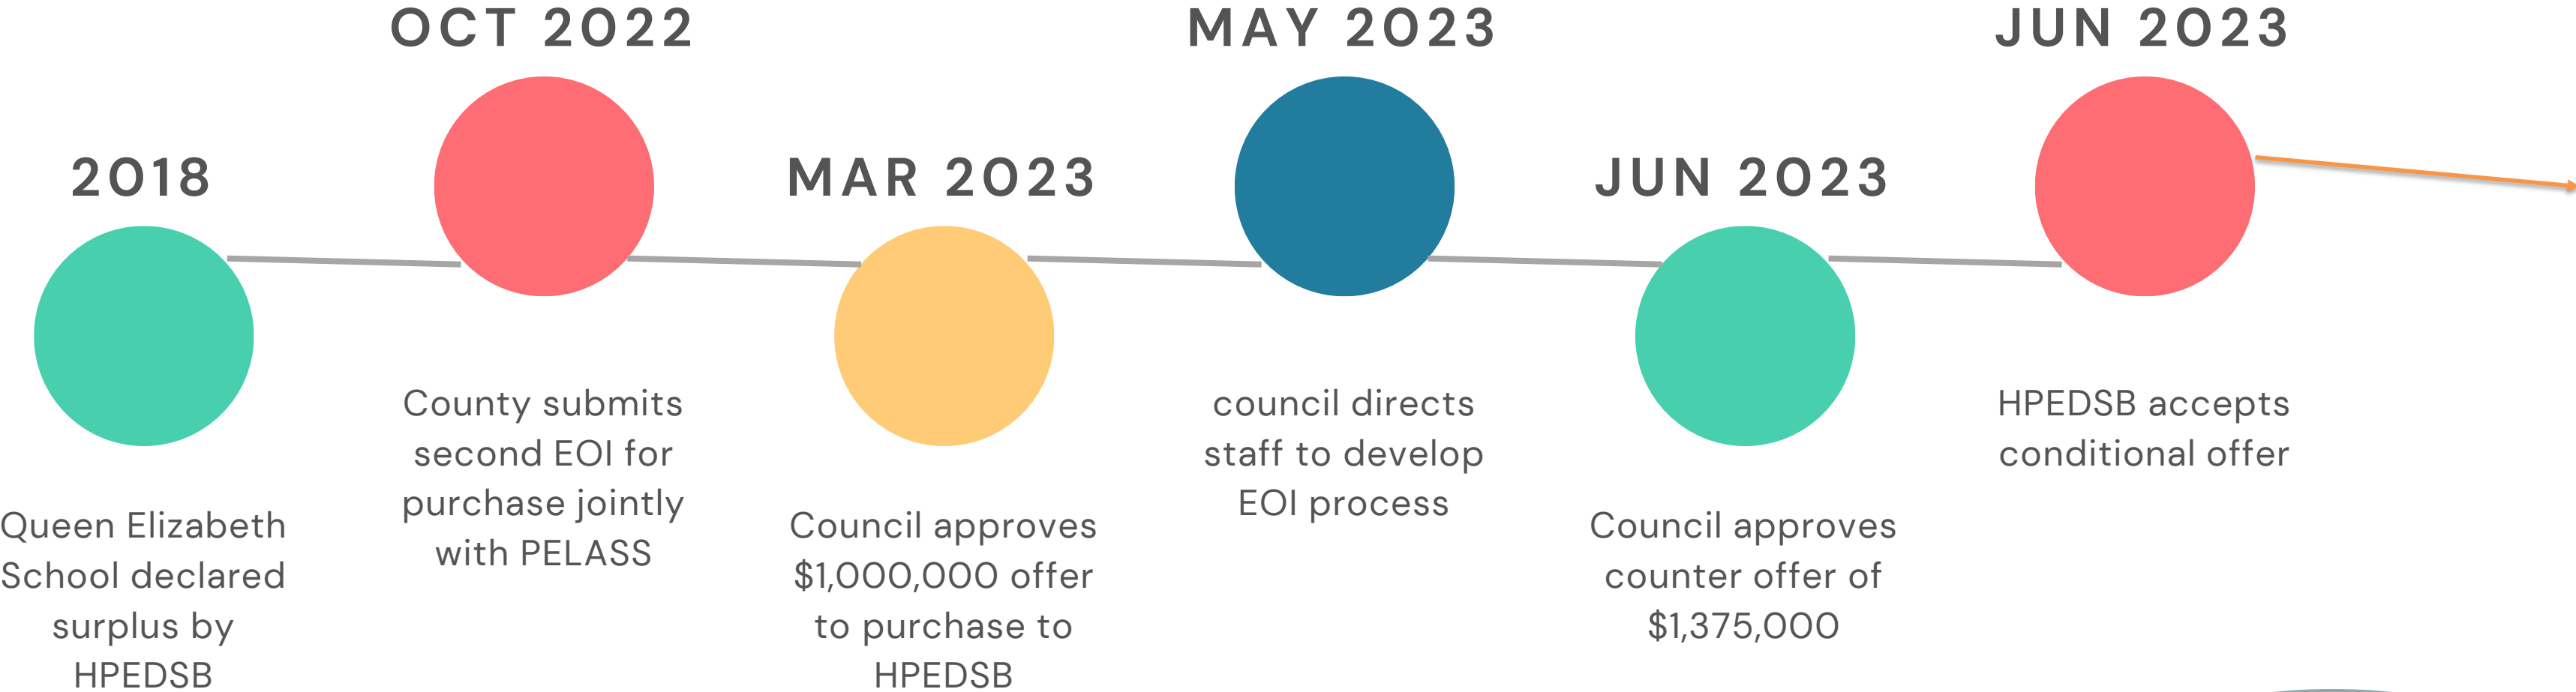 2018
Queen Elizabeth
School declared
surplus by
HPEDSB
OCT 2022
County submits
second EOI for
purchase jointly
with PELASS
MAR 2023
Council approves
$1,000,000 offer
to purchase to
HPEDSB
MAY 2023
council directs
staff to develop
EOI process
JUN 2023
Council approves
counter offer of
$1,375,000
JUN 2023
HPEDSB accepts
conditional offer